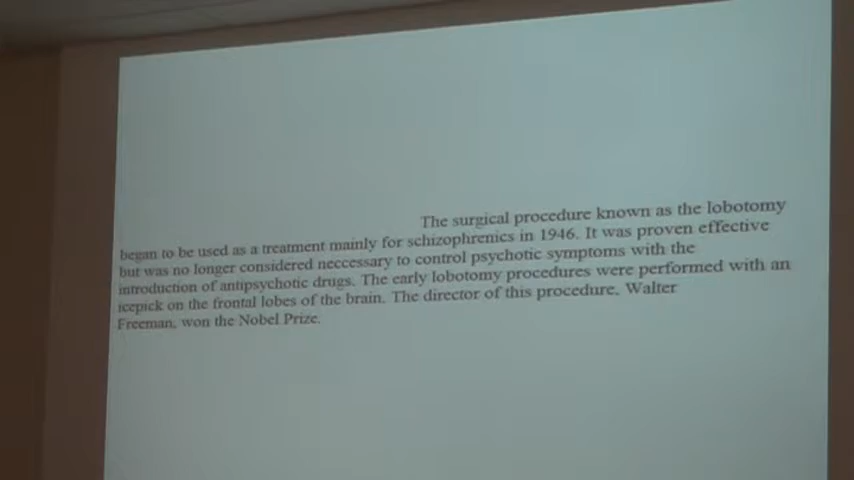 The surgical procedure known as the lobotomy
began to be used as a treatment mainly for schizophrenics in 1946. It was proven effective
but was no longer considered neccessary to control psychotic symptoms with the
introduction of antipsychotic drugs. The early lobotomy procedures were performed with an
icepick on the frontal lobes of the brain. The director of this procedure, Walter
Freeman, won the Nobel Prize.